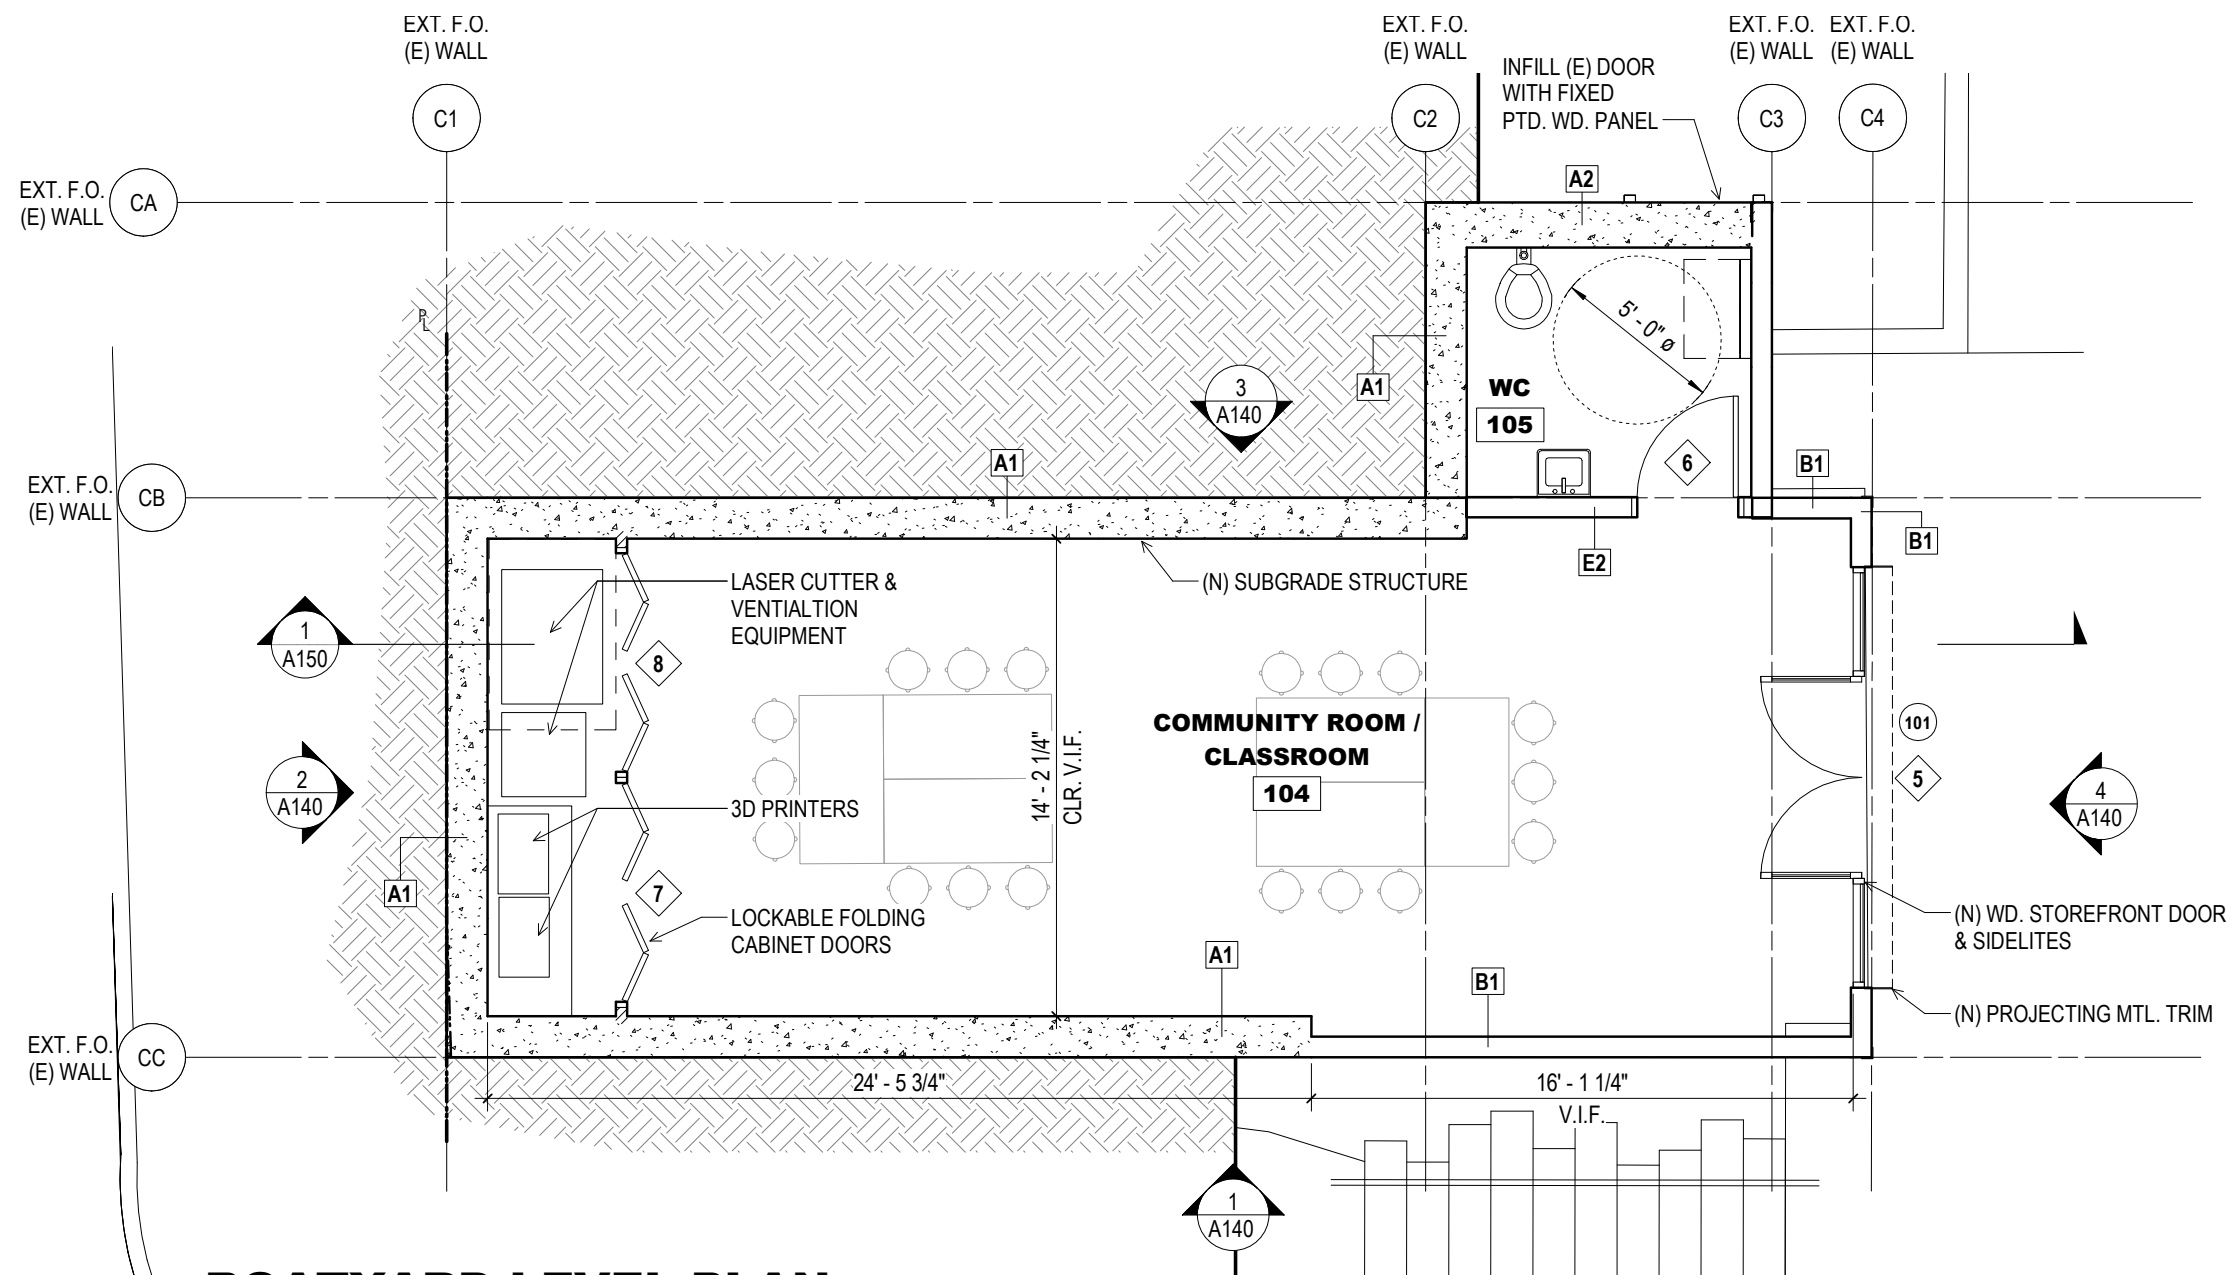 EXT. F.O.
(E) WALL
EXT. F.O.
(E) WALL
EXT. F.O.
(E) WALL
EXT. F.O.
(E) WALL
INFILL (E) DOOR
WITH FIXED
PTD. WD. PANEL
C1
C2
C3
C4
EXT. F.O.
(E) WALL
CA
A2
PL
5' - 0" Ø
3
A140
A1
WC
105
6
A1
B1
EXT. F.O.
(E) WALL
CB
B1
E2
LASER CUTTER &
VENTIALTION
EQUIPMENT
(N) SUBGRADE STRUCTURE
1
A150
8
COMMUNITY ROOM /
CLASSROOM
104
101
5
14' - 2 1/4"
CLR. V.I.F.
2
A140
4
A140
3D PRINTERS
A1
7
LOCKABLE FOLDING
CABINET DOORS
(N) WD. STOREFRONT DOOR
& SIDELITES
A1
B1
(N) PROJECTING MTL. TRIM
EXT. F.O.
(E) WALL
CC
24' - 5 3/4"
16' - 1 1/4"
V.I.F.
1
A140
BOATYARD LEVEL PLAN